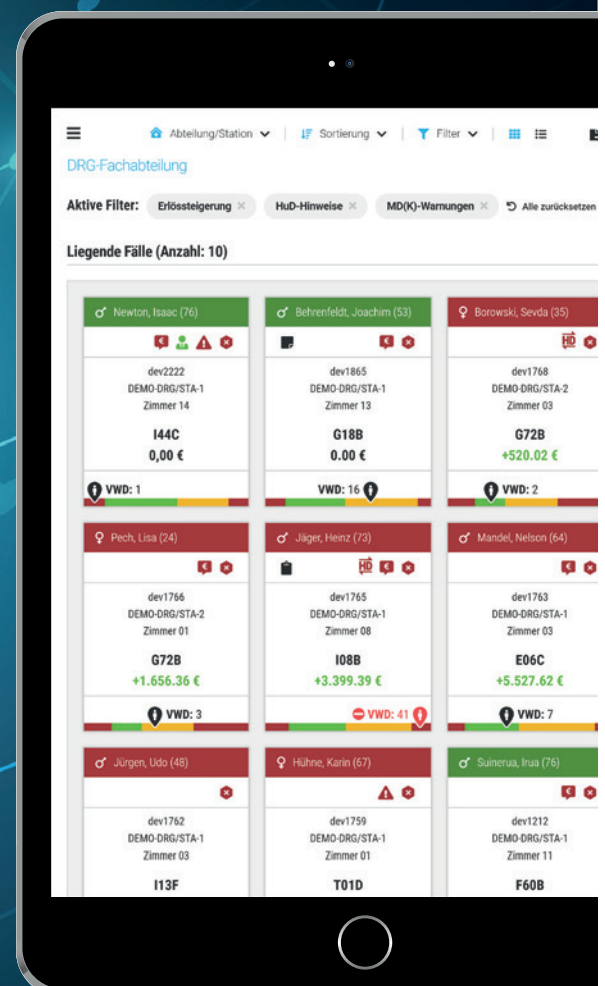 Abteilung/Station Sortierung Filter
DRG-Fachabteilung
Aktive Filter: Erlössteigerung × HuD-Hinweise × MD(K)-Warnungen × Alle zurücksetzen
Liegende Fälle (Anzahl: 10)
Newton, Isaac (76)
dev2222
DEMO-DRG/STA-1
Zimmer 14
I44C
0,00 €
VWD: 1
Behrenfeldt, Joachim (53)
dev1865
DEMO-DRG/STA-1
Zimmer 13
G18B
0.00 €
VWD: 16
Borowski, Sevda (35)
HD
dev1768
DEMO-DRG/STA-2
Zimmer 03
G72B
+520.02 €
VWD: 2
Pech, Lisa (24)
dev1766
DEMO-DRG/STA-2
Zimmer 01
G72B
+1.656.36 €
VWD: 3
Jäger, Heinz (73)
HD
dev1765
DEMO-DRG/STA-1
Zimmer 08
I08B
+3.399.39 €
VWD: 41
Mandel, Nelson (64)
dev1763
DEMO-DRG/STA-1
Zimmer 03
E06C
+5.527.62 €
VWD: 7
Jürgen, Udo (48)
dev1762
DEMO-DRG/STA-1
Zimmer 03
I13F
Hühne, Karin (67)
dev1759
DEMO-DRG/STA-1
Zimmer 01
T01D
Suinerua, Irua (76)
dev1212
DEMO-DRG/STA-1
Zimmer 11
F60B